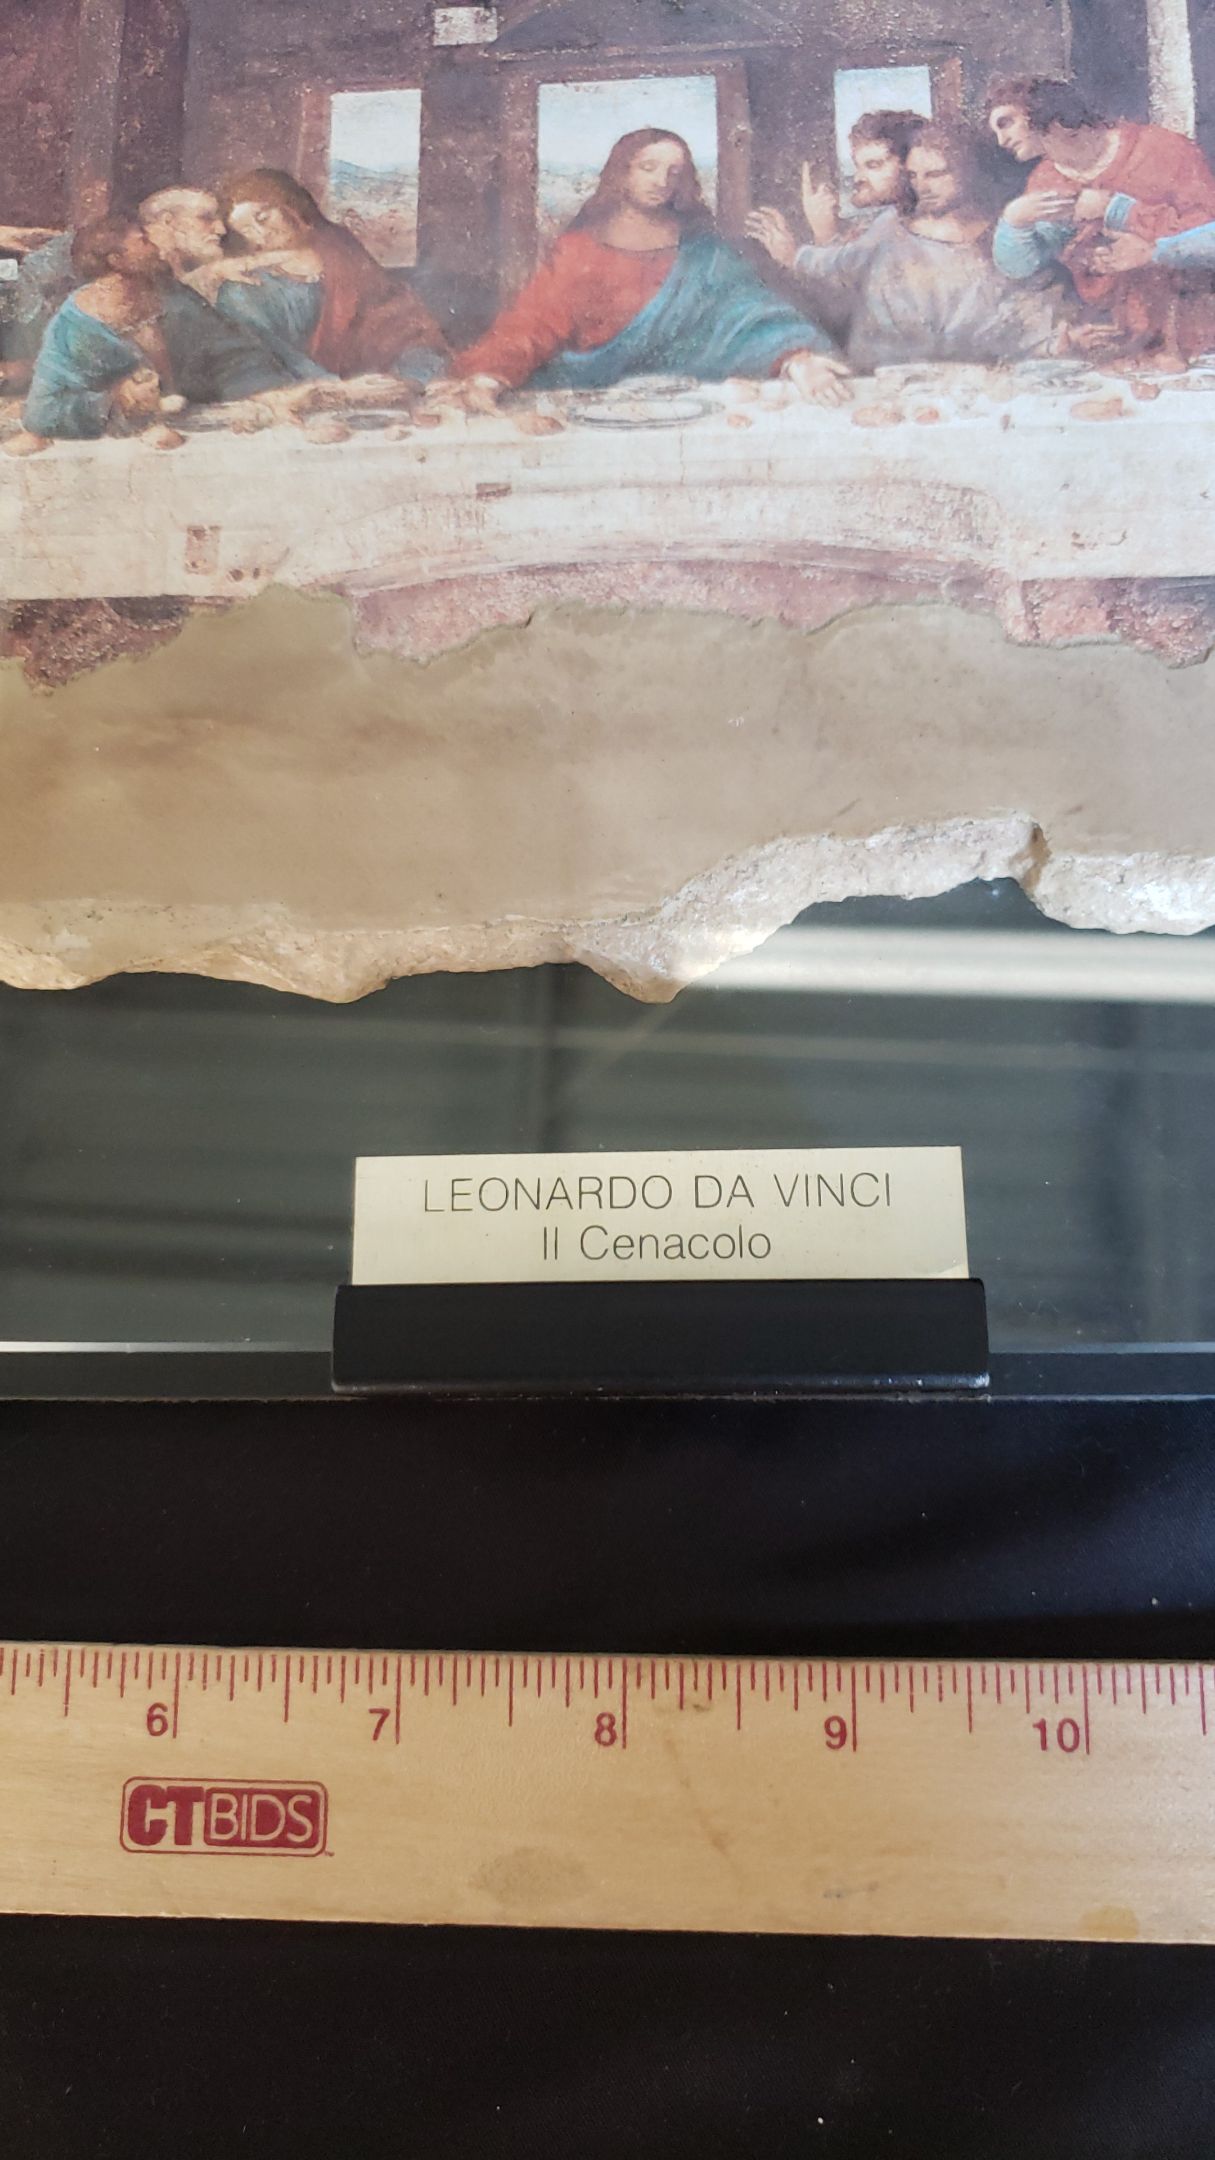 LEONARDO DA VINCI
Il Cenacolo
6 7 8 9 10
CTBIDS